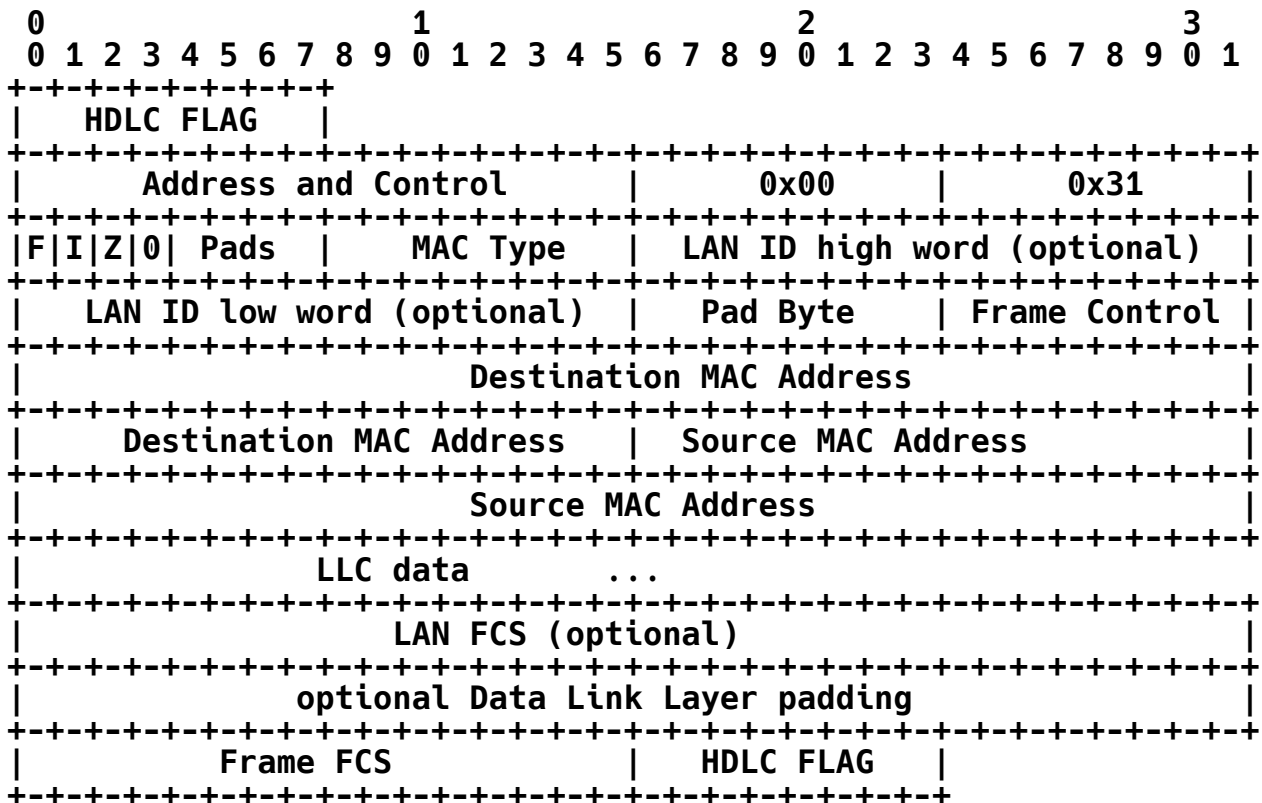 0                   1                   2                   3
 0 1 2 3 4 5 6 7 8 9 0 1 2 3 4 5 6 7 8 9 0 1 2 3 4 5 6 7 8 9 0 1
+-+-+-+-+-+-+-+-+
|   HDLC FLAG   |
+-+-+-+-+-+-+-+-+-+-+-+-+-+-+-+-+-+-+-+-+-+-+-+-+-+-+-+-+-+-+-+-+
|      Address and Control      |      0x00     |      0x31     |
+-+-+-+-+-+-+-+-+-+-+-+-+-+-+-+-+-+-+-+-+-+-+-+-+-+-+-+-+-+-+-+-+
|F|I|Z|0| Pads  |    MAC Type   |  LAN ID high word (optional)  |
+-+-+-+-+-+-+-+-+-+-+-+-+-+-+-+-+-+-+-+-+-+-+-+-+-+-+-+-+-+-+-+-+
|   LAN ID low word (optional)  |   Pad Byte    | Frame Control |
+-+-+-+-+-+-+-+-+-+-+-+-+-+-+-+-+-+-+-+-+-+-+-+-+-+-+-+-+-+-+-+-+
|                       Destination MAC Address                 |
+-+-+-+-+-+-+-+-+-+-+-+-+-+-+-+-+-+-+-+-+-+-+-+-+-+-+-+-+-+-+-+-+
|     Destination MAC Address   |  Source MAC Address           |
+-+-+-+-+-+-+-+-+-+-+-+-+-+-+-+-+-+-+-+-+-+-+-+-+-+-+-+-+-+-+-+-+
|                       Source MAC Address                      |
+-+-+-+-+-+-+-+-+-+-+-+-+-+-+-+-+-+-+-+-+-+-+-+-+-+-+-+-+-+-+-+-+
|               LLC data       ...
+-+-+-+-+-+-+-+-+-+-+-+-+-+-+-+-+-+-+-+-+-+-+-+-+-+-+-+-+-+-+-+-+
|                   LAN FCS (optional)                          |
+-+-+-+-+-+-+-+-+-+-+-+-+-+-+-+-+-+-+-+-+-+-+-+-+-+-+-+-+-+-+-+-+
|              optional Data Link Layer padding                 |
+-+-+-+-+-+-+-+-+-+-+-+-+-+-+-+-+-+-+-+-+-+-+-+-+-+-+-+-+-+-+-+-+
|          Frame FCS            |   HDLC FLAG   |
+-+-+-+-+-+-+-+-+-+-+-+-+-+-+-+-+-+-+-+-+-+-+-+-+